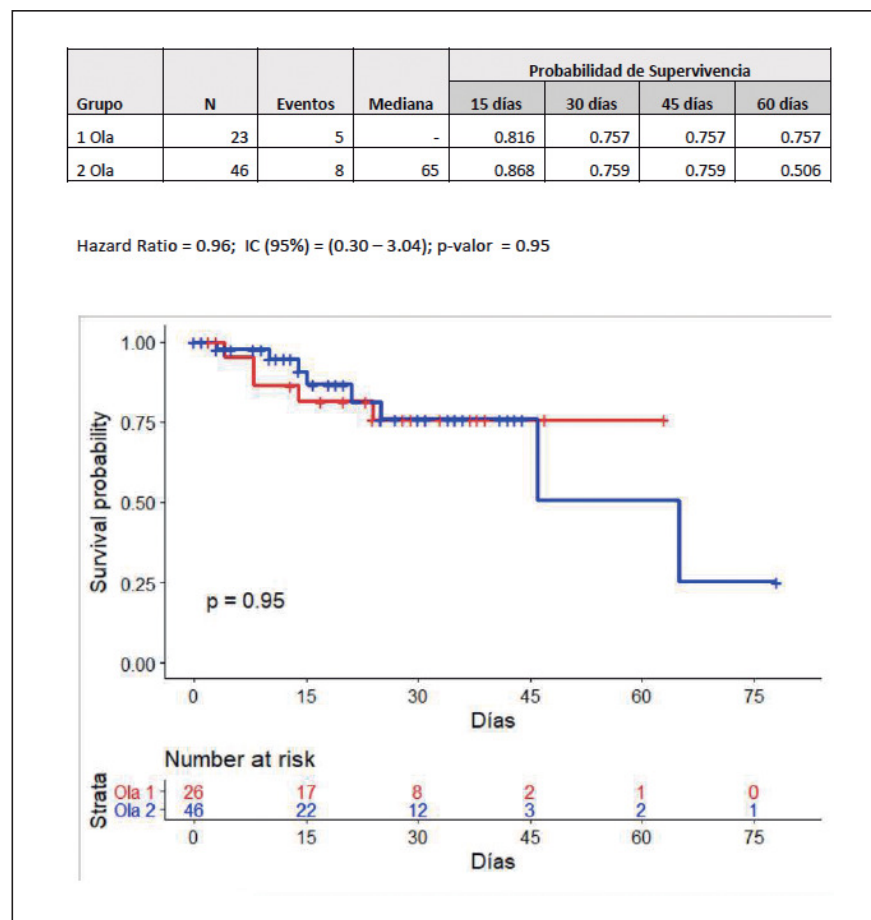 Probabilidad de Supervivencia
Grupo N Eventos Mediana 15 días 30 días 45 días 60 días
1 Ola 23 5 - 0.816 0.757 0.757 0.757
2 Ola 46 8 65 0.868 0.759 0.759 0.506
Hazard Ratio = 0.96; IC (95%) = (0.30 – 3.04); p-valor = 0.95
Survival probability
1.00
0.75
0.50
0.25
0.00
p = 0.95
0 15 30 45 60 75
Días
Number at risk
Strata
Ola 1 26 17 8 2 1 0
Ola 2 46 22 12 3 2 1
0 15 30 45 60 75
Días